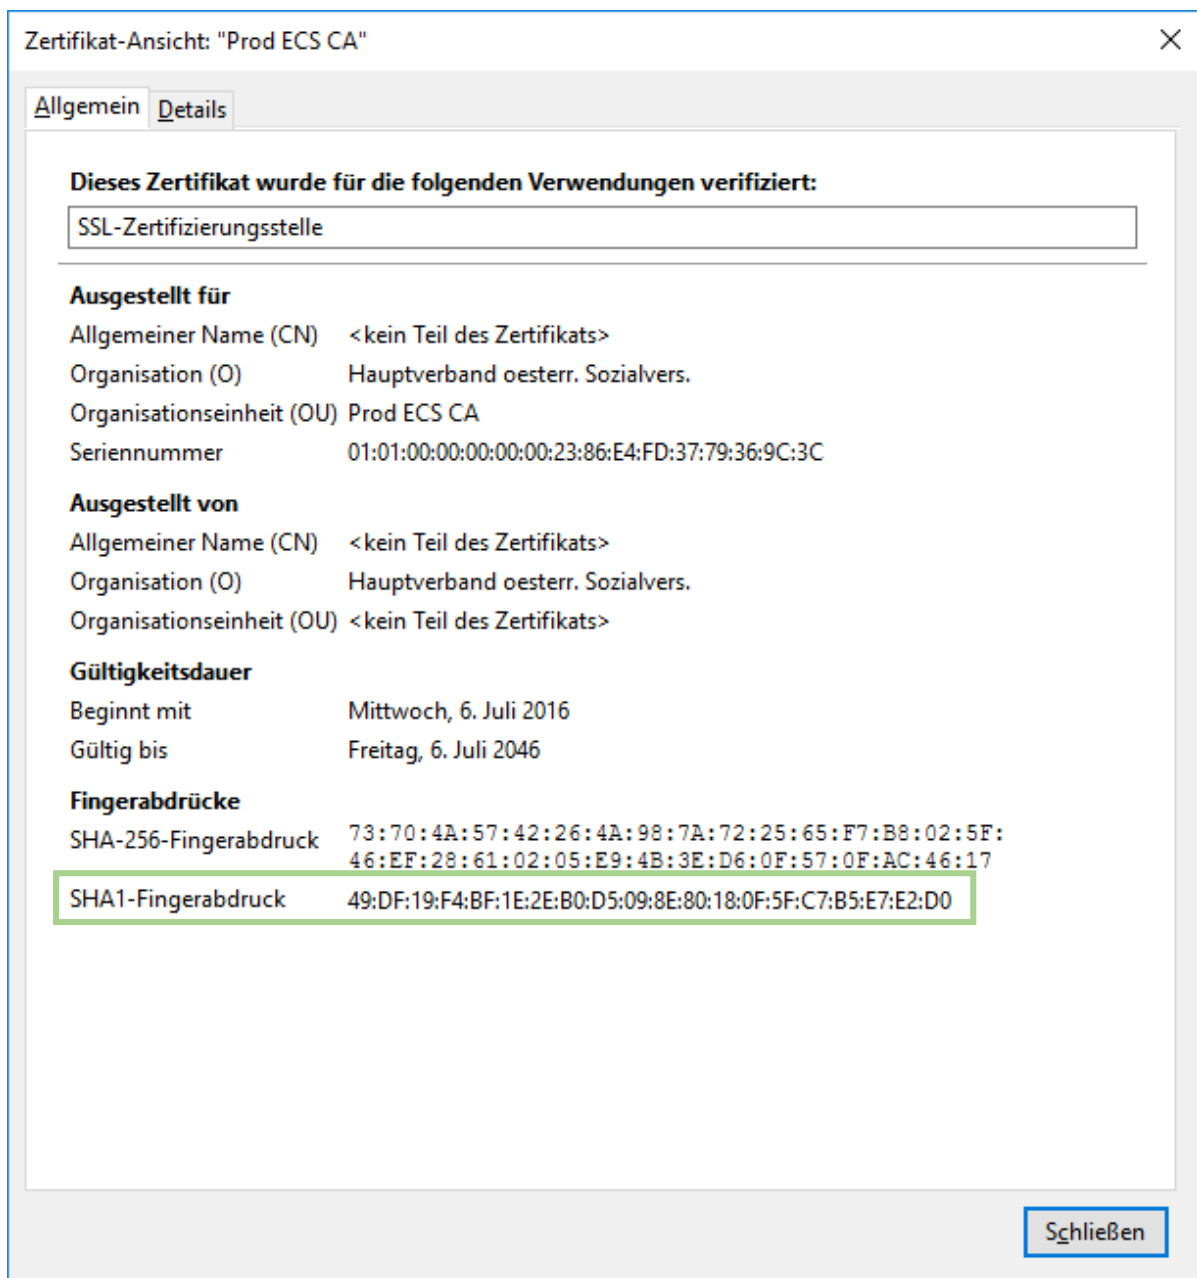 Zertifikat-Ansicht: "Prod ECS CA"
Allgemein Details
Dieses Zertifikat wurde für die folgenden Verwendungen verifiziert:
SSL-Zertifizierungsstelle
Ausgestellt für
Allgemeiner Name (CN) <kein Teil des Zertifikats>
Organisation (O) Hauptverband oesterr. Sozialvers.
Organisationseinheit (OU) Prod ECS CA
Seriennummer 01:01:00:00:00:00:00:23:86:E4:FD:37:79:36:9C:3C
Ausgestellt von
Allgemeiner Name (CN) <kein Teil des Zertifikats>
Organisation (O) Hauptverband oesterr. Sozialvers.
Organisationseinheit (OU) <kein Teil des Zertifikats>
Gültigkeitsdauer
Beginnt mit Mittwoch, 6. Juli 2016
Gültig bis Freitag, 6. Juli 2046
Fingerabdrücke
SHA-256-Fingerabdruck 73:70:4A:57:42:26:4A:98:7A:72:25:65:F7:B8:02:5F:
46:EF:28:61:02:05:E9:4B:3E:D6:0F:57:0F:AC:46:17
SHA1-Fingerabdruck 49:DF:19:F4:BF:1E:2E:B0:D5:09:8E:80:18:0F:5F:C7:B5:E7:E2:D0
Schließen